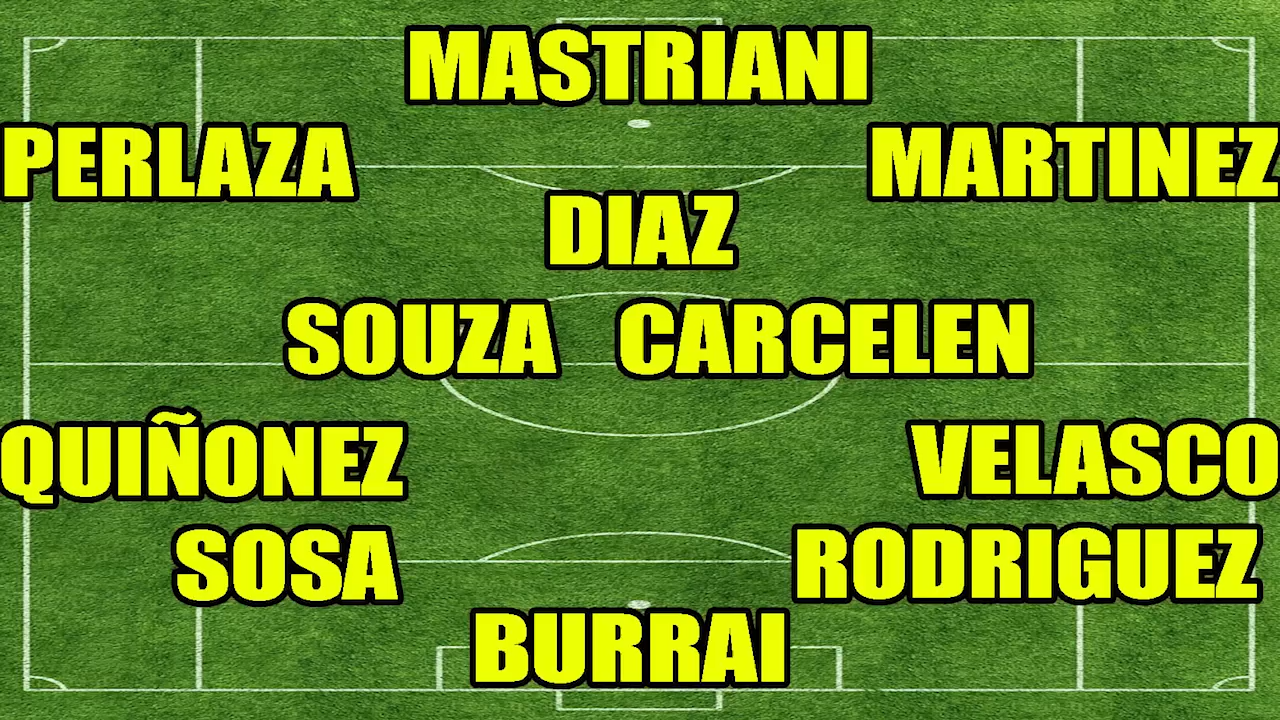 MASTRIANI
PERLAZA MARTINEZ
DIAZ
SOUZA CARCELEN
QUIÑONEZ VELASCO
SOSA RODRIGUEZ
BURRAI